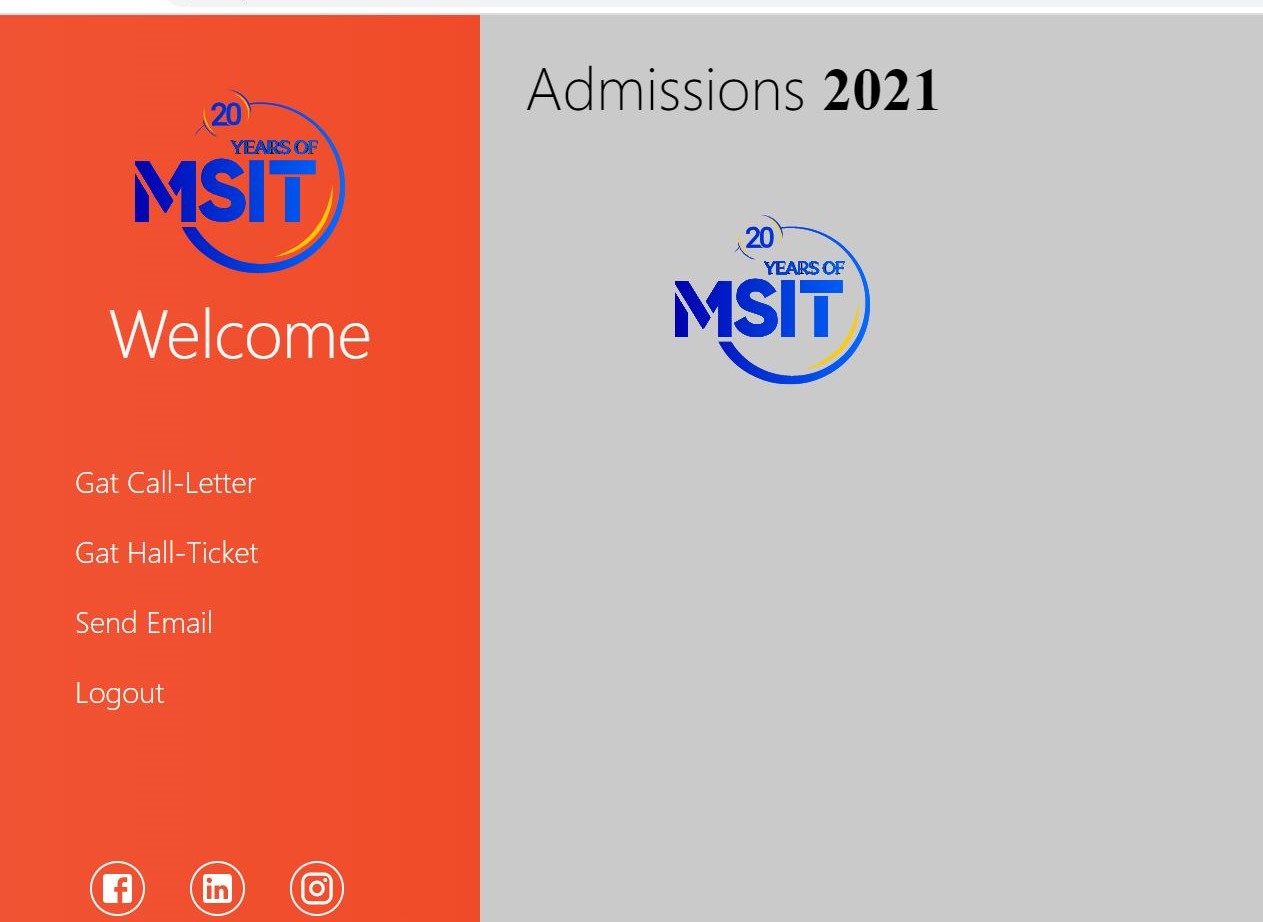 20
YEARS OF
MSIT
Welcome
Gat Call-Letter
Gat Hall-Ticket
Send Email
Logout
Admissions 2021
20
YEARS OF
MSIT